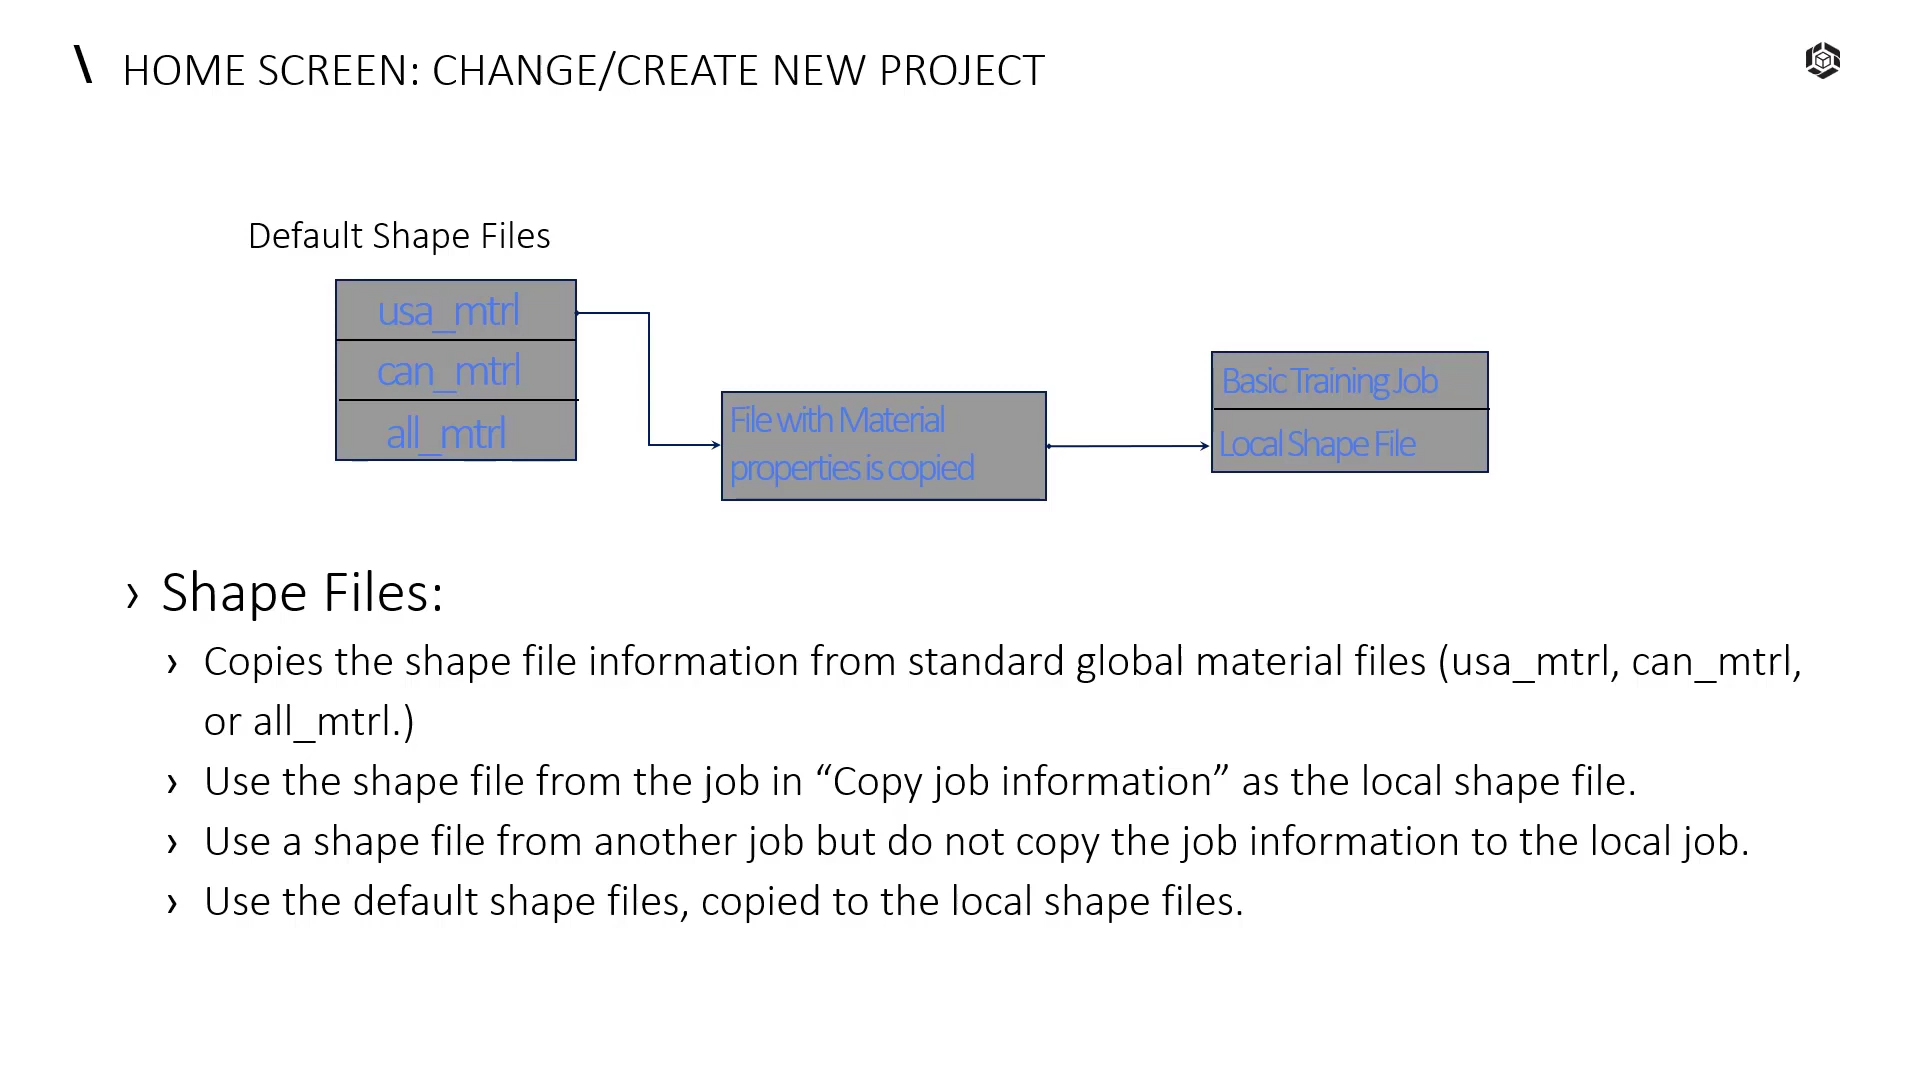 \ HOME SCREEN: CHANGE/CREATE NEW PROJECT
Default Shape Files
usa_mtrl
can_mtrl
all_mtrl
File with Material
properties is copied
Basic Training Job
Local Shape File
› Shape Files:
› Copies the shape file information from standard global material files (usa_mtrl, can_mtrl,
or all_mtrl.)
› Use the shape file from the job in “Copy job information” as the local shape file.
› Use a shape file from another job but do not copy the job information to the local job.
› Use the default shape files, copied to the local shape files.